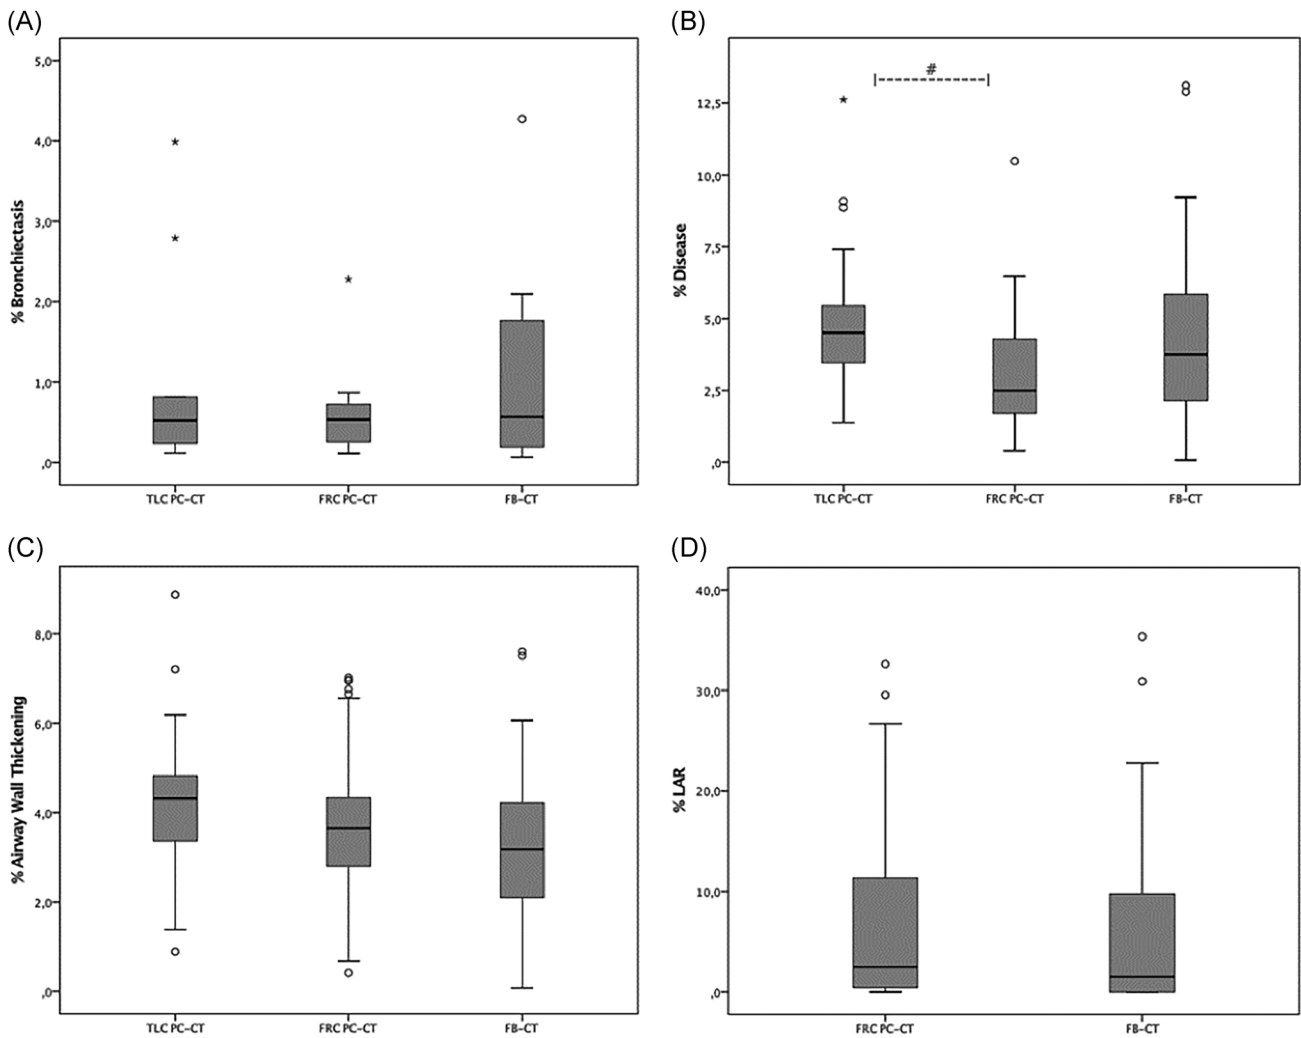 (A)
% Bronchiectasis
5,0
4,0
3,0
2,0
1,0
,0
TLC PC-CT FRC PC-CT FB-CT
(B)
#
% Disease
12,5
10,0
7,5
5,0
2,5
,0
TLC PC-CT FRC PC-CT FB-CT
(C)
% Airway Wall Thickening
8,0
6,0
4,0
2,0
,0
TLC PC-CT FRC PC-CT FB-CT
(D)
% LAR
40,0
30,0
20,0
10,0
,0
FRC PC-CT FB-CT